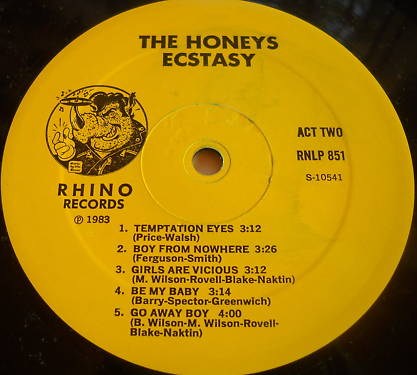 THE HONEYS
ECSTASY
ACT TWO
RNLP 851
S-10541
RHINO
RECORDS
℗ 1983
1. TEMPTATION EYES 3:12
(Price-Walsh)
2. BOY FROM NOWHERE 3:26
(Ferguson-Smith)
3. GIRLS ARE VICIOUS 3:12
(M. Wilson-Rovell-Blake-Naktin)
4. BE MY BABY 3:14
(Barry-Spector-Greenwich)
5. GO AWAY BOY 4:00
(B. Wilson-M. Wilson-Rovell-
Blake-Naktin)